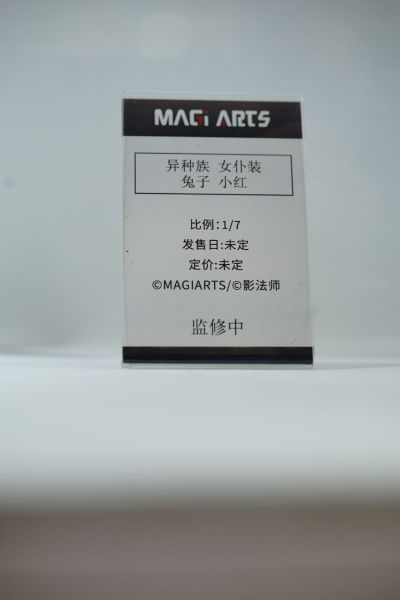 MAGi ARTS
异种族 女仆装
兔子 小红
比例：1/7
发售日:未定
定价:未定
©MAGIARTS/©影法师
监修中